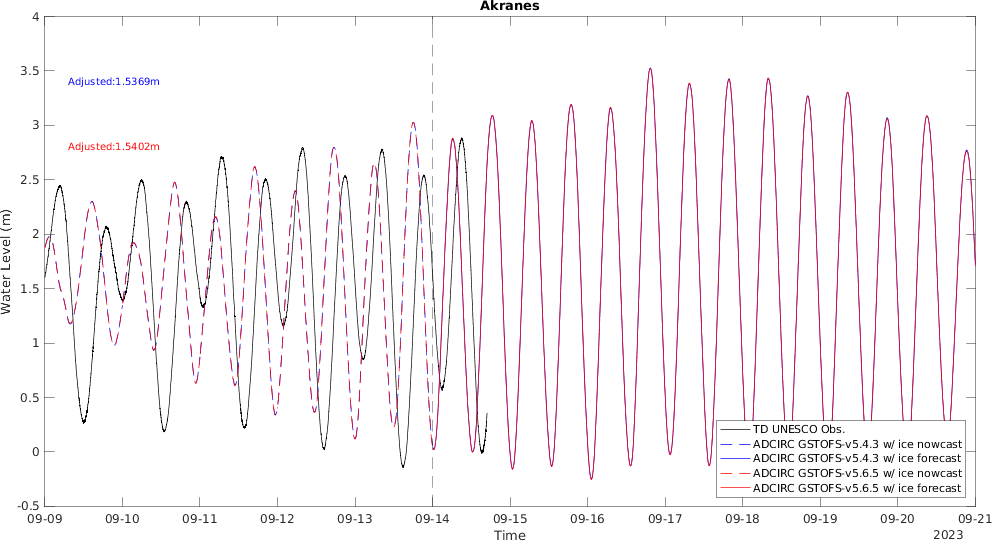 Akranes
4
3.5
3
2.5
2
1.5
1
0.5
0
-0.5
Water Level (m)
Adjusted:1.5369m
Adjusted:1.5402m
TD UNESCO Obs.
ADCIRC GSTOFS-v5.4.3 w/ ice nowcast
ADCIRC GSTOFS-v5.4.3 w/ ice forecast
ADCIRC GSTOFS-v5.6.5 w/ ice nowcast
ADCIRC GSTOFS-v5.6.5 w/ ice forecast
09-09 09-10 09-11 09-12 09-13 09-14 09-15 09-16 09-17 09-18 09-19 09-20 09-21
Time
2023